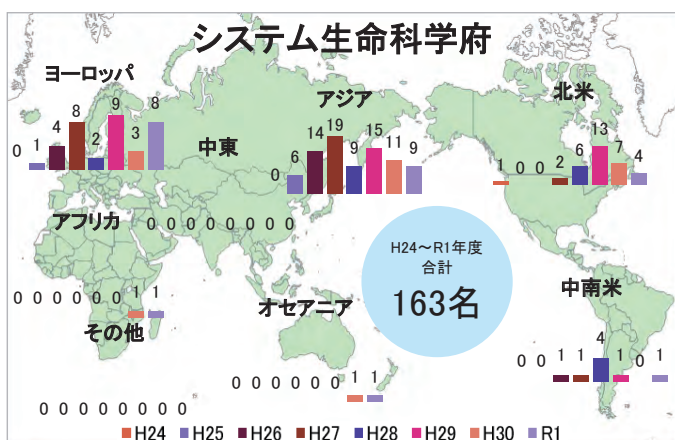 システム生命科学府
ヨーロッパ
0 1 4 8 2 9 3 8
中東
0 0 0 0 0 0 0 0
アジア
0 6 14 19 9 15 11 9
北米
1 0 0 2 6 13 7 4
アフリカ
0 0 0 0 0 0 1 1
その他
0 0 0 0 0 0 0 0
オセアニア
0 0 0 0 0 0 1 1
H24～R1年度
合計
163名
中南米
0 0 1 1 4 1 0 1
H24 H25 H26 H27 H28 H29 H30 R1